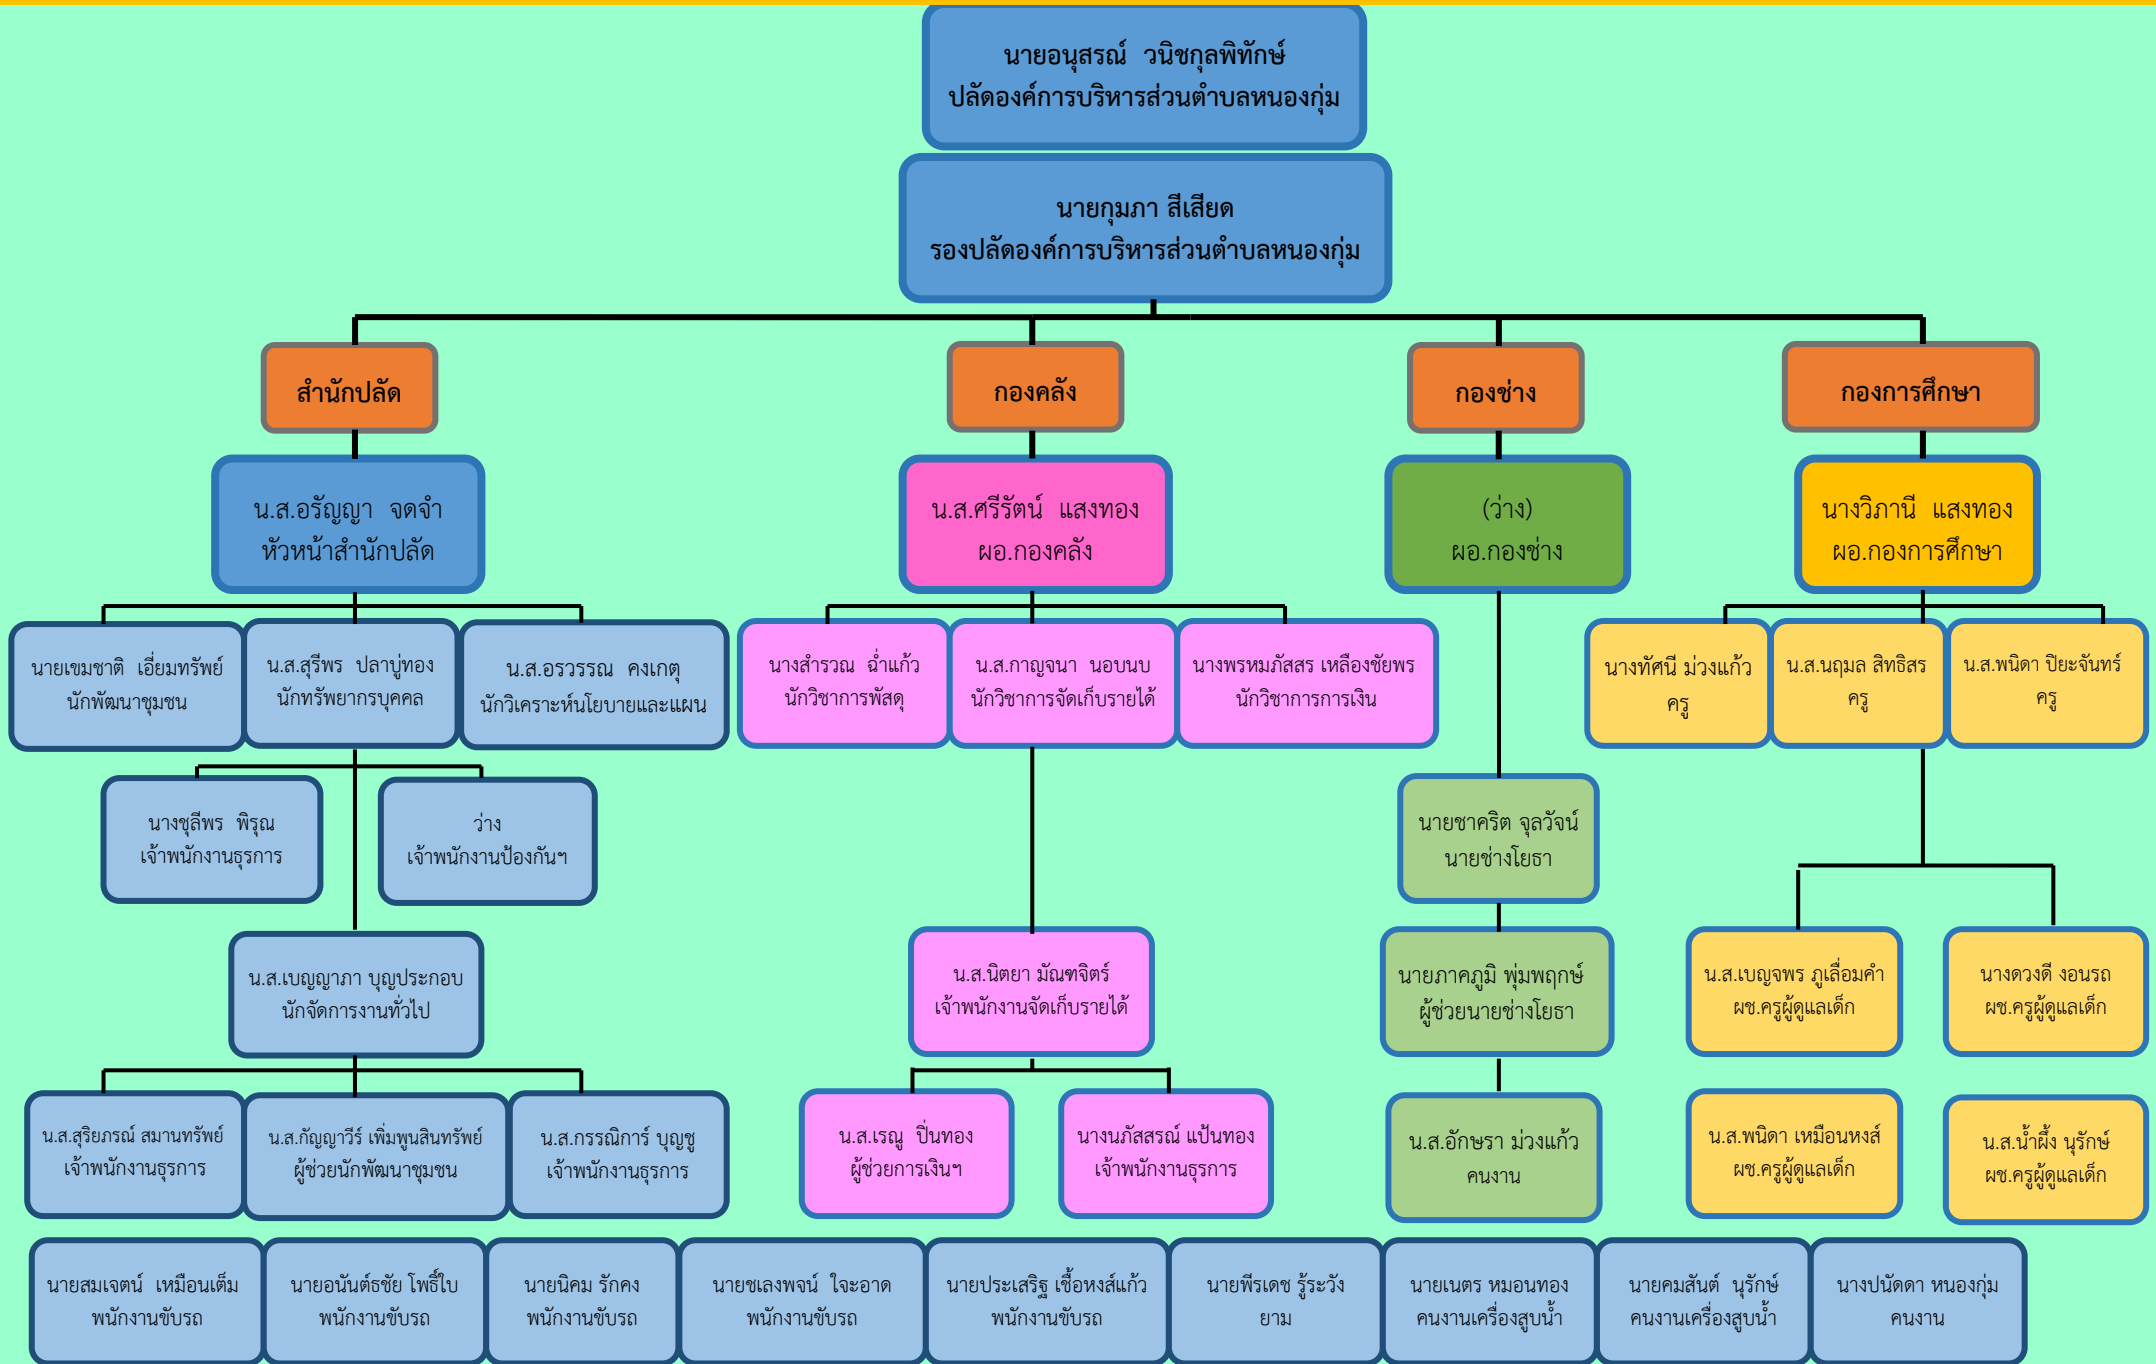 นายอนุสรณ์  วนิชกุลพิทักษ์
ปลัดองค์การบริหารส่วนตำบลหนองกุ่ม
นายกุมภา สีเสียด
รองปลัดองค์การบริหารส่วนตำบลหนองกุ่ม
สำนักปลัด
กองคลัง
กองช่าง
กองการศึกษา
น.ส.อรัญญา  จดจำ
หัวหน้าสำนักปลัด
น.ส.ศรีรัตน์  แสงทอง
ผอ.กองคลัง
(ว่าง)
ผอ.กองช่าง
นางวิภานี  แสงทอง
ผอ.กองการศึกษา
นายเขมชาติ  เอี่ยมทรัพย์
นักพัฒนาชุมชน
น.ส.สุรีพร  ปลาบู่ทอง
นักทรัพยากรบุคคล
น.ส.อรวรรณ  คงเกตุ
นักวิเคราะห์นโยบายและแผน
นางสำรวณ  ฉ่ำแก้ว
นักวิชาการพัสดุ
น.ส.กาญจนา  นอบนบ
นักวิชาการจัดเก็บรายได้
นางพรหมภัสสร เหลืองชัยพร
นักวิชาการการเงิน
นางทัศนี ม่วงแก้ว
ครู
น.ส.นฤมล สิทธิสร
ครู
น.ส.พนิดา ปิยะจันทร์
ครู
นางชุลีพร  พิรุณ
เจ้าพนักงานธุรการ
ว่าง
เจ้าพนักงานป้องกันฯ
นายชาคริต จุลวัจน์
นายช่างโยธา
น.ส.เบญญาภา บุญประกอบ
นักจัดการงานทั่วไป
น.ส.นิตยา มัณฑจิตร์
เจ้าพนักงานจัดเก็บรายได้
นายภาคภูมิ พุ่มพฤกษ์
ผู้ช่วยนายช่างโยธา
น.ส.เบญจพร ภูเลื่อมคำ
ผช.ครูผู้ดูแลเด็ก
นางดวงดี งอนรถ
ผช.ครูผู้ดูแลเด็ก
น.ส.สุริยภรณ์ สมานทรัพย์
เจ้าพนักงานธุรการ
น.ส.กัญญาวีร์ เพิ่มพูนสินทรัพย์
ผู้ช่วยนักพัฒนาชุมชน
น.ส.กรรณิการ์ บุญชู
เจ้าพนักงานธุรการ
น.ส.เรณู  ปิ่นทอง
ผู้ช่วยการเงินฯ
นางนภัสสรณ์ แป้นทอง
เจ้าพนักงานธุรการ
น.ส.อักษรา ม่วงแก้ว
คนงาน
น.ส.พนิดา เหมือนหงส์
ผช.ครูผู้ดูแลเด็ก
น.ส.น้ำผึ้ง นุรักษ์
ผช.ครูผู้ดูแลเด็ก
นายสมเจตน์  เหมือนเต็ม
พนักงานขับรถ
นายอนันต์ธชัย โพธิ์ใบ
พนักงานขับรถ
นายนิคม รักคง
พนักงานขับรถ
นายชเลงพจน์  ใจะอาด
พนักงานขับรถ
นายประเสริฐ เชื้อหงส์แก้ว
พนักงานขับรถ
นายพีรเดช รู้ระวัง
ยาม
นายเนตร หมอนทอง
คนงานเครื่องสูบน้ำ
นายคมสันต์  นุรักษ์
คนงานเครื่องสูบน้ำ
นางปนัดดา หนองกุ่ม
คนงาน